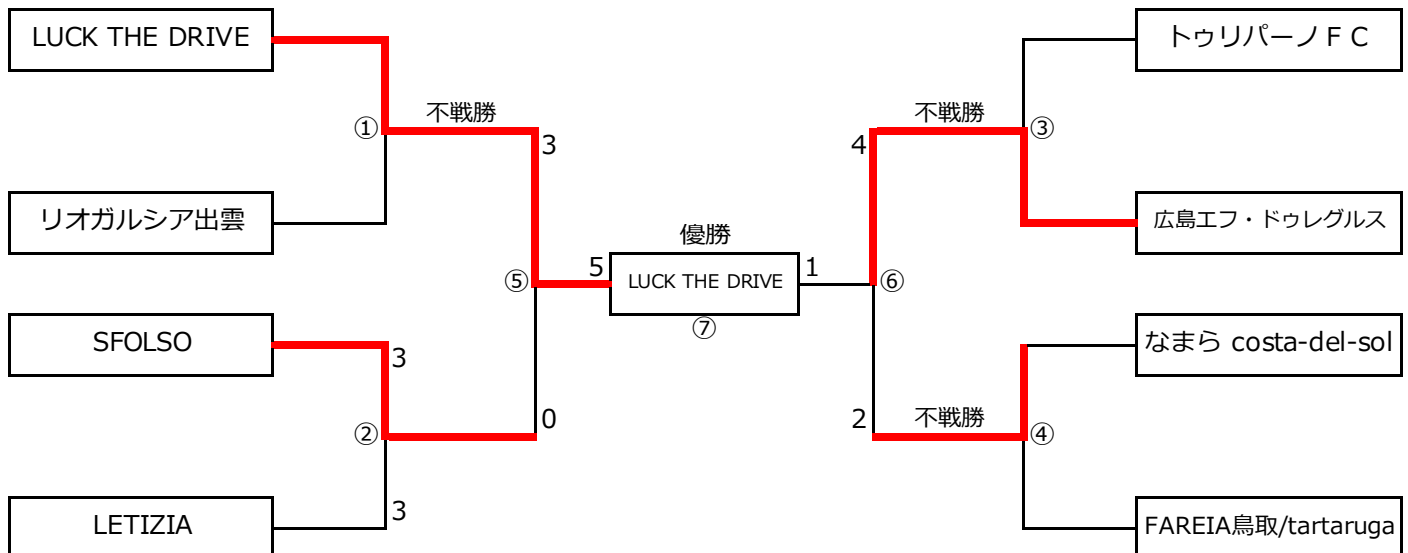 LUCK THE DRIVE
トゥリパーノＦＣ
不戦勝
不戦勝
①
3
4
③
リオガルシア出雲
広島エフ・ドゥレグルス
優勝
⑤
5
LUCK THE DRIVE
1
⑥
⑦
SFOLSO
3
なまら costa-del-sol
②
0
2
不戦勝
④
LETIZIA
3
FAREIA鳥取/tartaruga